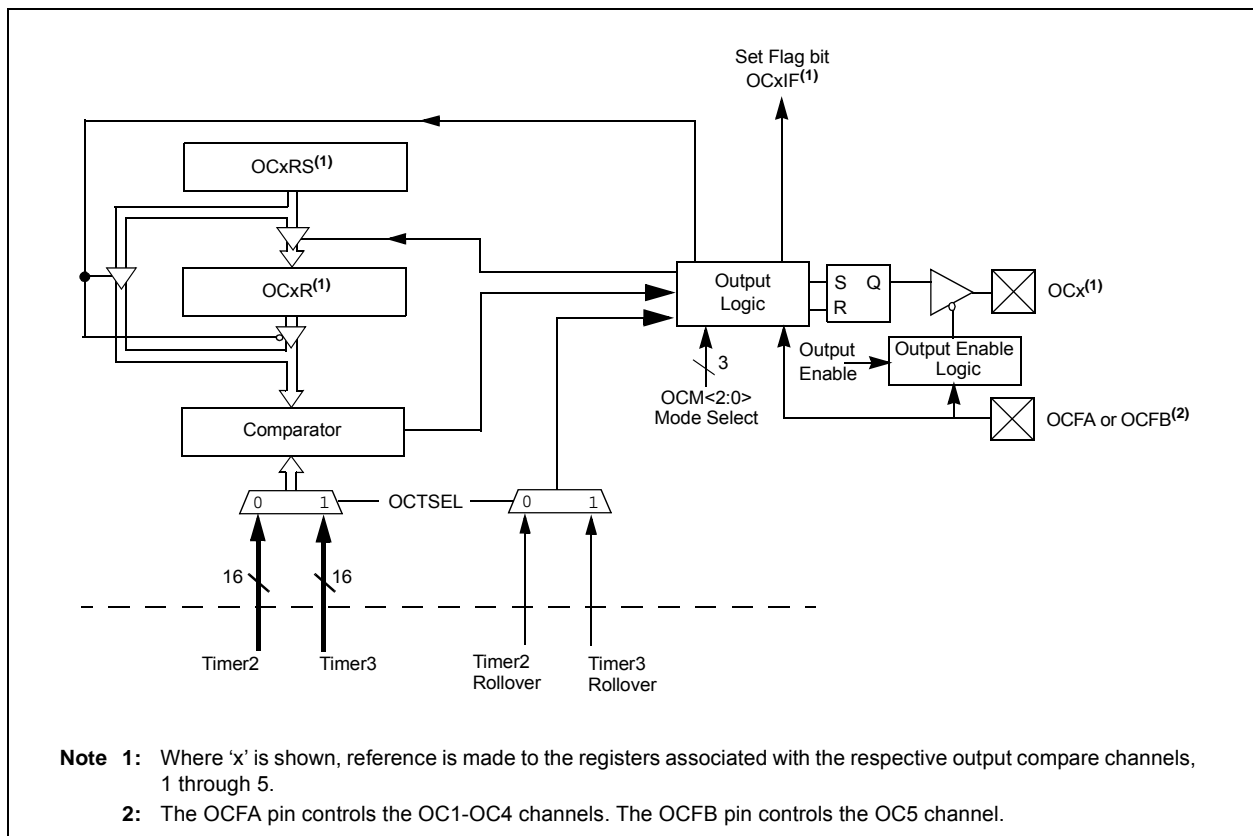 Set Flag bit
OCxIF(1)
OCxRS(1)
OCxR(1)
Output
Logic
S Q
R
OCx(1)
3
Output
Enable
Output Enable
Logic
OCM<2:0>
Mode Select
OCFA or OCFB(2)
Comparator
0 1
OCTSEL
0 1
16
16
Timer2
Timer3
Timer2
Rollover
Timer3
Rollover
Note 1: Where ‘x’ is shown, reference is made to the registers associated with the respective output compare channels,
1 through 5.
2: The OCFA pin controls the OC1-OC4 channels. The OCFB pin controls the OC5 channel.